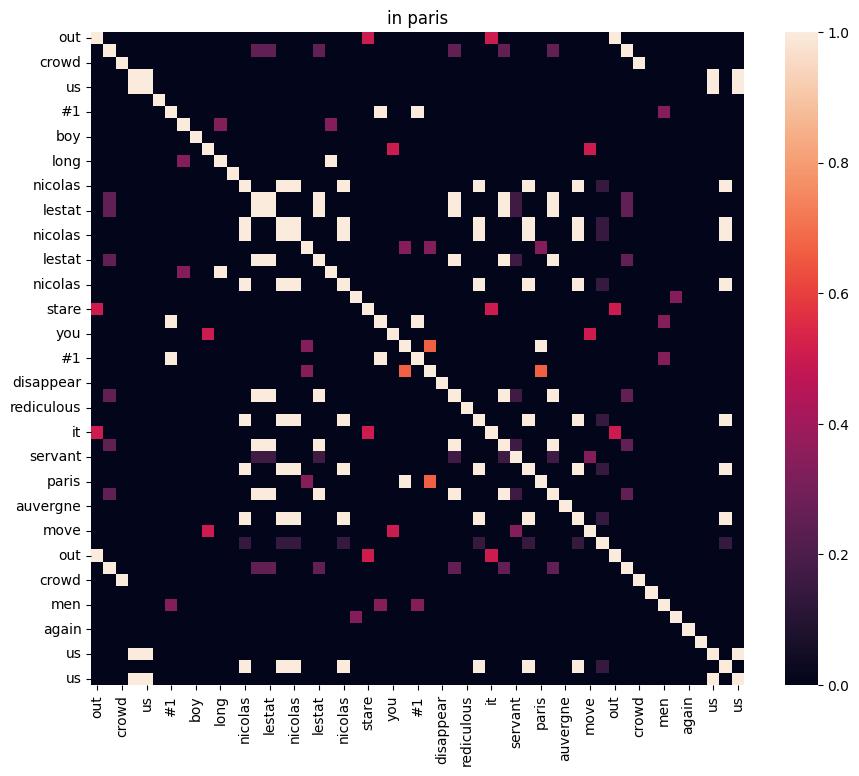 in paris
out
crowd
us
#1
boy
long
nicolas
lestat
nicolas
lestat
nicolas
stare
you
#1
disappear
rediculous
it
servant
paris
auvergne
move
out
crowd
men
again
us
us
1.0
0.8
0.6
0.4
0.2
0.0
out
crowd
us
#1
boy
long
nicolas
lestat
nicolas
lestat
nicolas
stare
you
#1
disappear
rediculous
it
servant
paris
auvergne
move
out
crowd
men
again
us
us